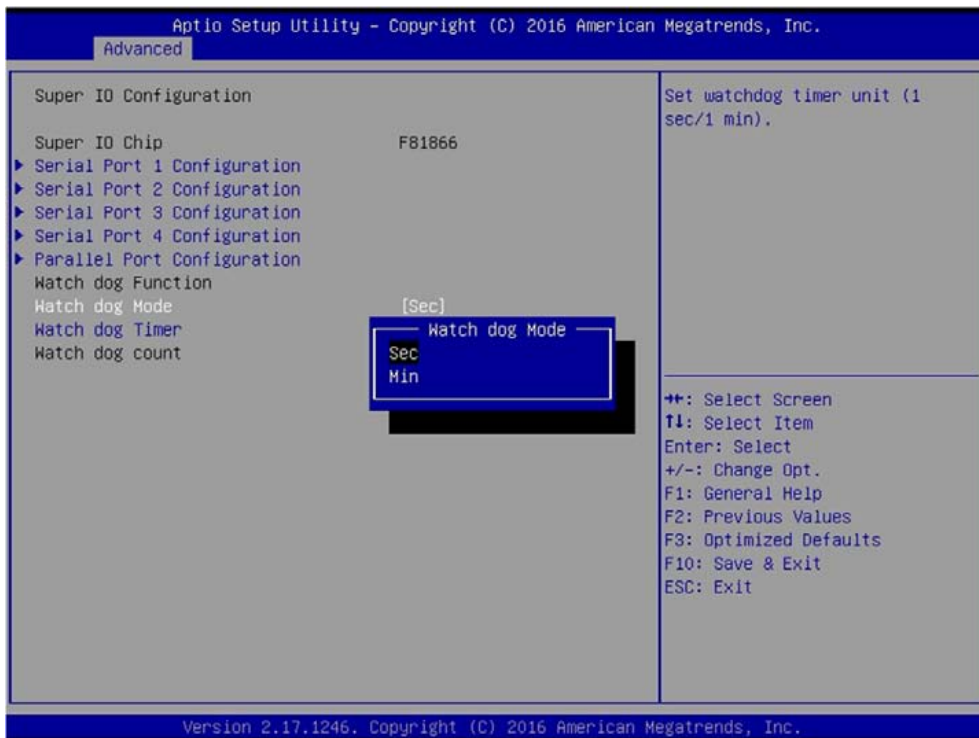 Aptio Setup Utility – Copyright (C) 2016 American Megatrends, Inc.
Advanced
Super IO Configuration
Super IO Chip F81866
Serial Port 1 Configuration
Serial Port 2 Configuration
Serial Port 3 Configuration
Serial Port 4 Configuration
Parallel Port Configuration
Watch dog Function
Watch dog Mode [Sec]
Watch dog Timer
Watch dog count
Watch dog Mode
Sec
Min
Set watchdog timer unit (1
sec/1 min).
→←: Select Screen
↑↓: Select Item
Enter: Select
+/-: Change Opt.
F1: General Help
F2: Previous Values
F3: Optimized Defaults
F10: Save & Exit
ESC: Exit
Version 2.17.1246. Copyright (C) 2016 American Megatrends, Inc.